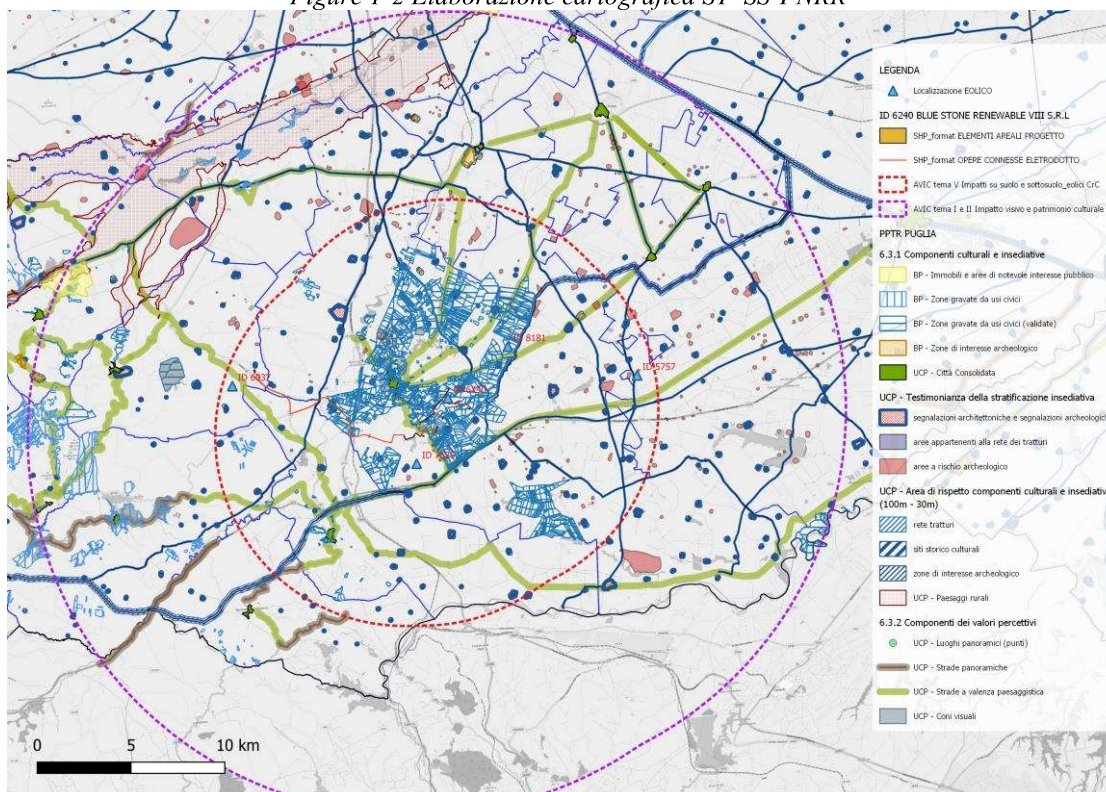 Figure 1-2 Elaborazione cartografica ST- SS-PNRR
LEGENDA
Localizzazione EOLICO
ID 6240 BLUE STONE RENEWABLE VIII S.R.L
SHP_format ELEMENTI AREALI PROGETTO
SHP_format OPERE CONNESSE ELETRODOTTO
AVIC tema V Impatti su suolo e sottosuolo_eolici CrC
AVIC tema I e II Impatto visivo e patrimonio culturale
PPTR PUGLIA
6.3.1 Componenti culturali e insediative
BP - Immobili e aree di notevole interesse pubblico
BP - Zone gravate da usi civici
BP - Zone gravate da usi civici (validate)
BP - Zone di interesse archeologico
UCP - Città Consolidata
UCP - Testimonianza della stratificazione insediativa
segnalazioni architettoniche e segnalazioni archeologich
aree appartenenti alla rete dei tratturi
aree a rischio archeologico
UCP - Area di rispetto componenti culturali e insediativ
(100m - 30m)
rete tratturi
siti storico culturali
zone di interesse archeologico
UCP - Paesaggi rurali
6.3.2 Componenti dei valori percettivi
UCP - Luoghi panoramici (punti)
UCP - Strade panoramiche
UCP - Strade a valenza paesaggistica
UCP - Coni visuali
ID 8181
ID 6037
ID 5757
0 5 10 km